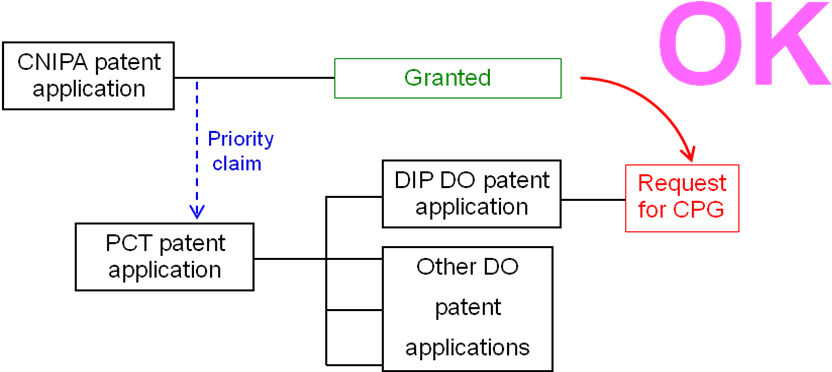 OK
CNIPA patent
application
Granted
Priority
claim
DIP DO patent
application
Request
for CPG
PCT patent
application
Other DO
patent
applications